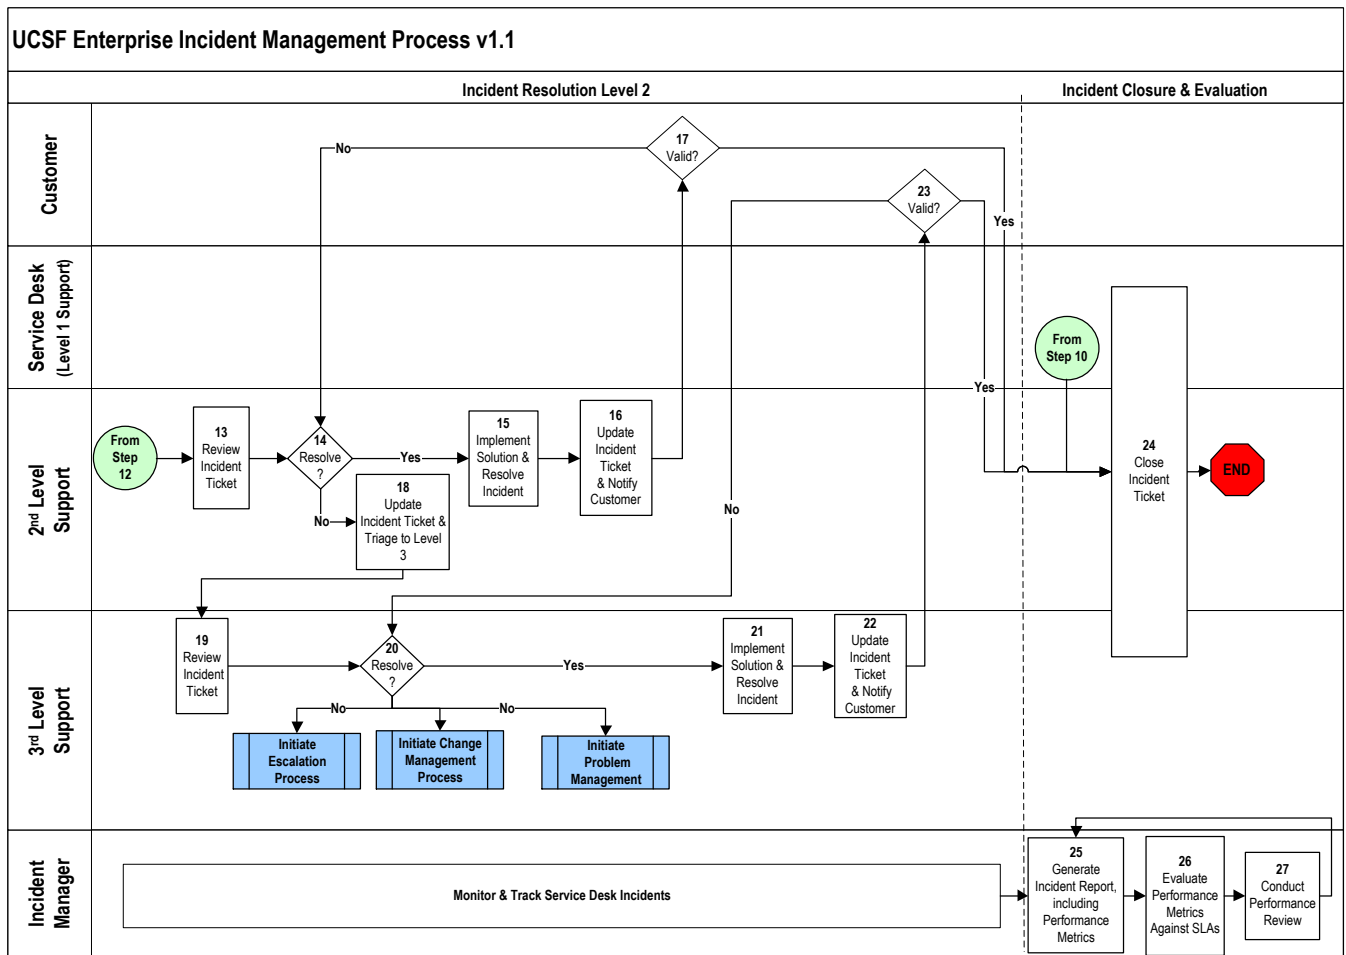 UCSF Enterprise Incident Management Process v1.1
Incident Resolution Level 2
Incident Closure & Evaluation
Customer
17
Valid?
No
23
Valid?
Yes
Service Desk
(Level 1 Support)
From
Step 10
Yes
2nd Level
Support
From
Step
12
13
Review
Incident
Ticket
14
Resolve
?
Yes
15
Implement
Solution &
Resolve
Incident
16
Update
Incident
Ticket
& Notify
Customer
No
18
Update
Incident Ticket &
Triage to Level
3
No
24
Close
Incident
Ticket
END
3rd Level
Support
19
Review
Incident
Ticket
20
Resolve
?
Yes
21
Implement
Solution &
Resolve
Incident
22
Update
Incident
Ticket
& Notify
Customer
No
No
Initiate
Escalation
Process
Initiate Change
Management
Process
Initiate
Problem
Management
Incident
Manager
Monitor & Track Service Desk Incidents
25
Generate
Incident Report,
including
Performance
Metrics
26
Evaluate
Performance
Metrics
Against SLAs
27
Conduct
Performance
Review